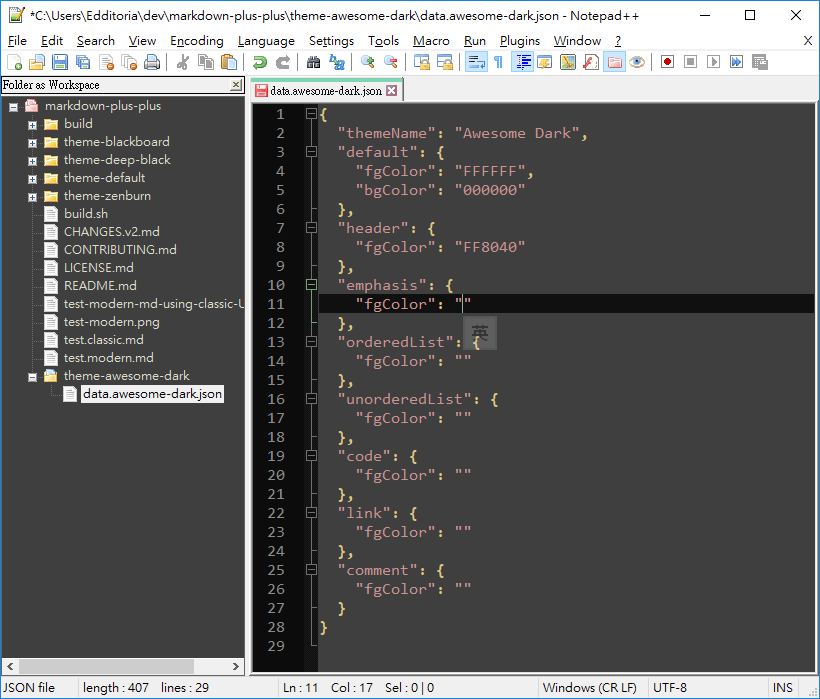 *C:\Users\Edditoria\dev\markdown-plus-plus\theme-awesome-dark\data.awesome-dark.json - Notepad++
File Edit Search View Encoding Language Settings Tools Macro Run Plugins Window ? X
Folder as Workspace
markdown-plus-plus
build
theme-blackboard
theme-deep-black
theme-default
theme-zenburn
build.sh
CHANGES.v2.md
CONTRIBUTING.md
LICENSE.md
README.md
test-modern-md-using-classic-U
test-modern.png
test.classic.md
test.modern.md
theme-awesome-dark
data.awesome-dark.json
data.awesome-dark.json
1 {
2 "themeName": "Awesome Dark",
3 "default": {
4 "fgColor": "FFFFFF",
5 "bgColor": "000000"
6 },
7 "header": {
8 "fgColor": "FF8040"
9 },
10 "emphasis": {
11 "fgColor": ""
12 },
英
13 "orderedList": {
14 "fgColor": ""
15 },
16 "unorderedList": {
17 "fgColor": ""
18 },
19 "code": {
20 "fgColor": ""
21 },
22 "link": {
23 "fgColor": ""
24 },
25 "comment": {
26 "fgColor": ""
27 }
28 }
29
JSON file length : 407 lines : 29 Ln : 11 Col : 17 Sel : 0 | 0 Windows (CR LF) UTF-8 INS